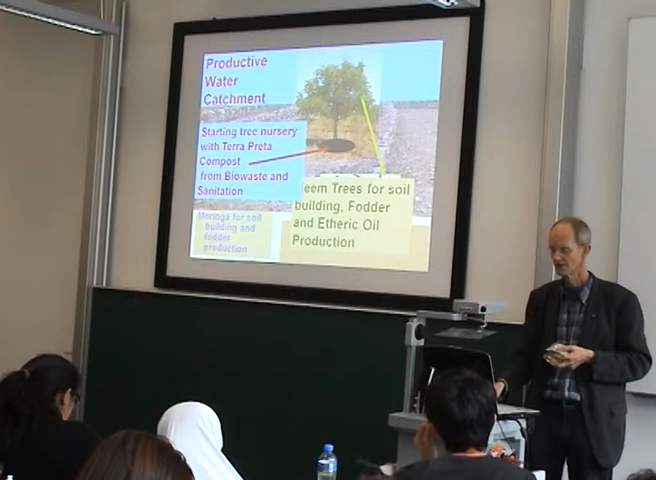 Productive
Water
Catchment
Starting tree nursery
with Terra Preta
Compost
from Biowaste and
Sanitation
eem Trees for soil
building, Fodder
and Etheric Oil
Production
Moringa for soil
building and
fodder
production